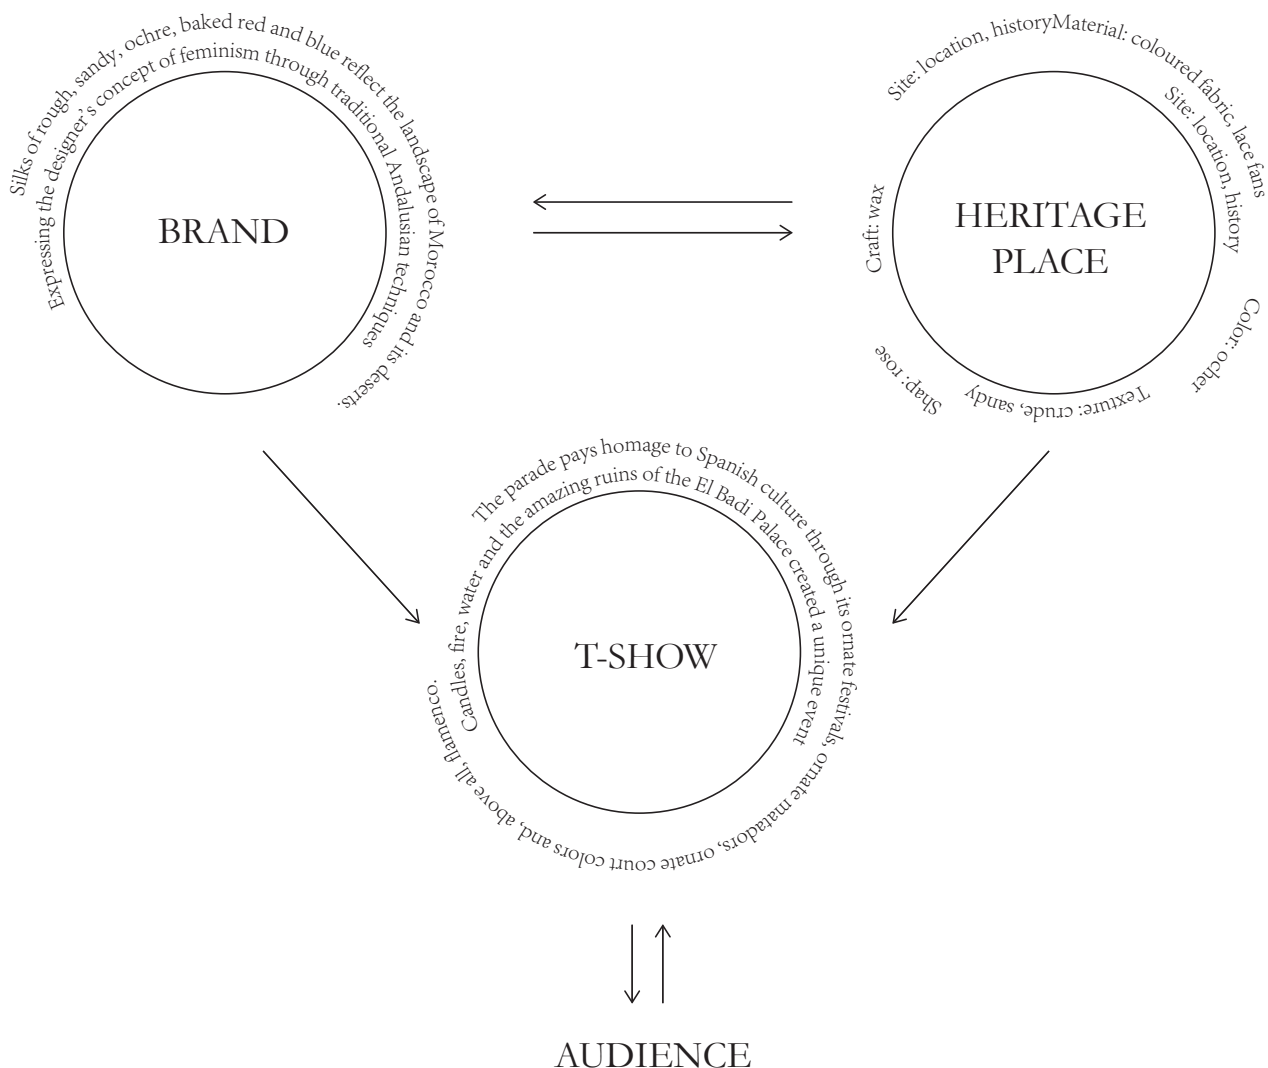 Silks of rough, sandy, ochre, baked red and blue reflect the landscape of Morocco and its deserts.
Expressing the designer's concept of feminism through traditional Andalusian techniques
BRAND
Site: location, historyMaterial: coloured fabric, lace fans
Site: location, history
Craft: wax
HERITAGE
PLACE
Color: ocher
Shap: rose
Texture: crude, sandy
The parade pays homage to Spanish culture through its ornate festivals, ornate matadors, ornate court colors and, above all, flamenco.
Candles, fire, water and the amazing ruins of the El Badi Palace created a unique event
T-SHOW
AUDIENCE